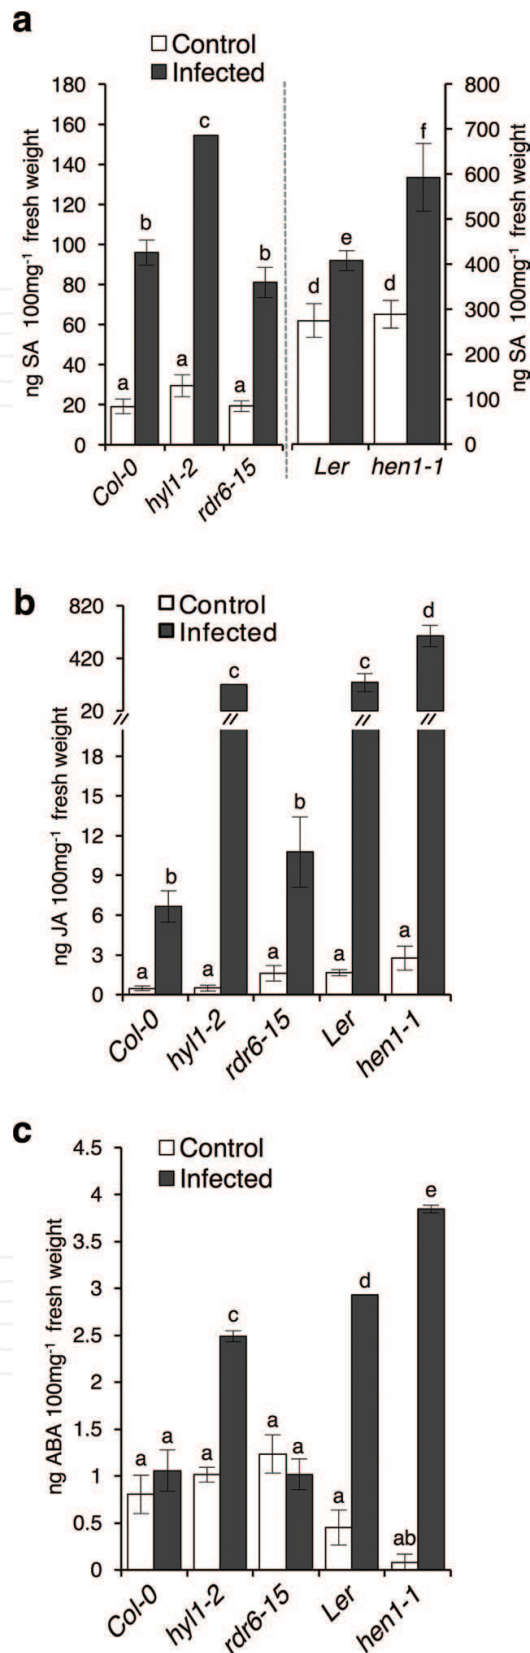 a
Control
Infected
180
160
140
120
100
80
60
40
20
0
ng SA 100mg⁻¹ fresh weight
a
b
a
c
a
b
d
e
d
f
800
700
600
500
400
300
200
100
0
ng SA 100mg⁻¹ fresh weight
Col-0
hyl1-2
rdr6-15
Ler
hen1-1
b
Control
Infected
820
420
20
18
15
12
9
6
3
0
ng JA 100mg⁻¹ fresh weight
a
b
a
c
a
b
a
c
a
d
Col-0
hyl1-2
rdr6-15
Ler
hen1-1
c
Control
Infected
4.5
4
3.5
3
2.5
2
1.5
1
0.5
0
ng ABA 100mg⁻¹ fresh weight
a
a
a
c
a
a
a
d
ab
e
Col-0
hyl1-2
rdr6-15
Ler
hen1-1